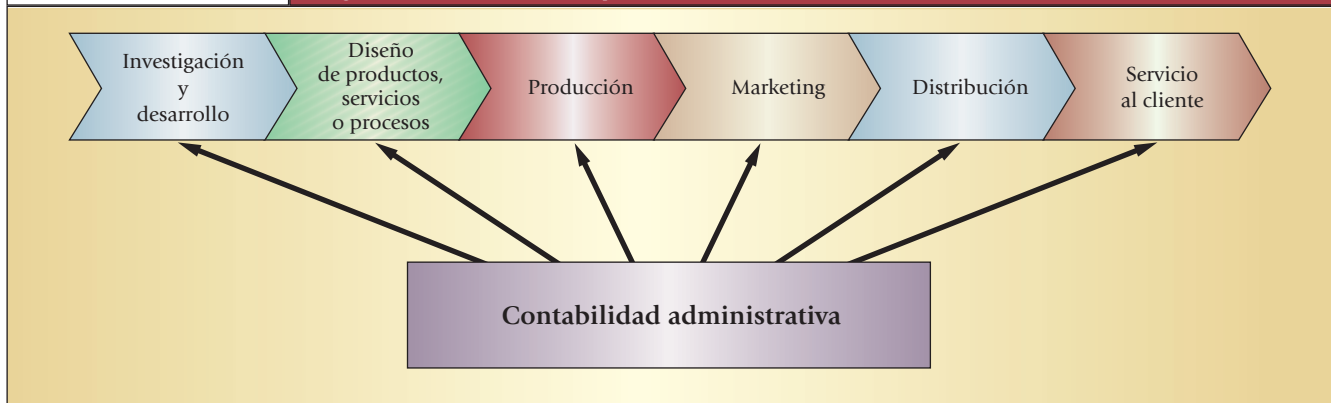 Investigación
y
desarrollo
Diseño
de productos,
servicios
o procesos
Producción
Marketing
Distribución
Servicio
al cliente
Contabilidad administrativa